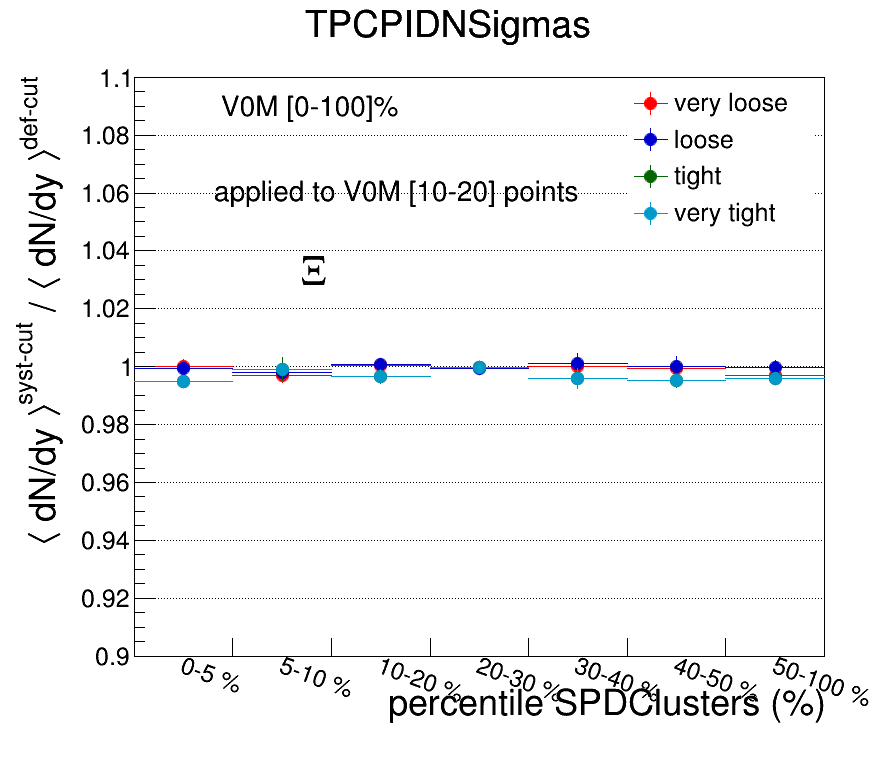 TPCPIDNSigmas
⟨ dN/dy ⟩^syst-cut / ⟨ dN/dy ⟩^def-cut
1.1
1.08
1.06
1.04
1.02
1
0.98
0.96
0.94
0.92
0.9
V0M [0-100]%
applied to V0M [10-20] points
Ξ
very loose
loose
tight
very tight
0-5 %
5-10 %
10-20 %
20-30 %
30-40 %
40-50 %
50-100 %
percentile SPDClusters (%)